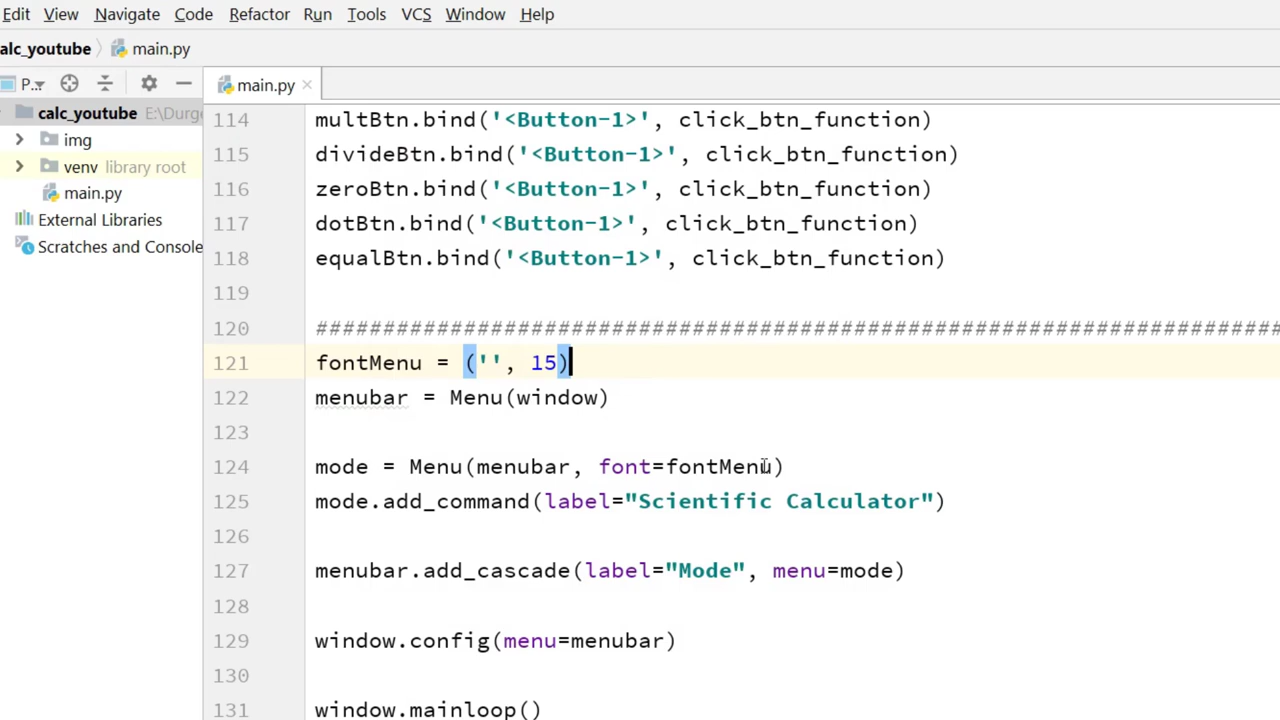 Edit View Navigate Code Refactor Run Tools VCS Window Help
alc_youtube main.py
P.. main.py
calc_youtube E:\Durge
img
venv library root
main.py
External Libraries
Scratches and Console
114 multBtn.bind('<Button-1>', click_btn_function)
115 divideBtn.bind('<Button-1>', click_btn_function)
116 zeroBtn.bind('<Button-1>', click_btn_function)
117 dotBtn.bind('<Button-1>', click_btn_function)
118 equalBtn.bind('<Button-1>', click_btn_function)
119
120 ########################################################################
121 fontMenu = ('', 15)
122 menubar = Menu(window)
123
124 mode = Menu(menubar, font=fontMenu)
125 mode.add_command(label="Scientific Calculator")
126
127 menubar.add_cascade(label="Mode", menu=mode)
128
129 window.config(menu=menubar)
130
131 window.mainloop()